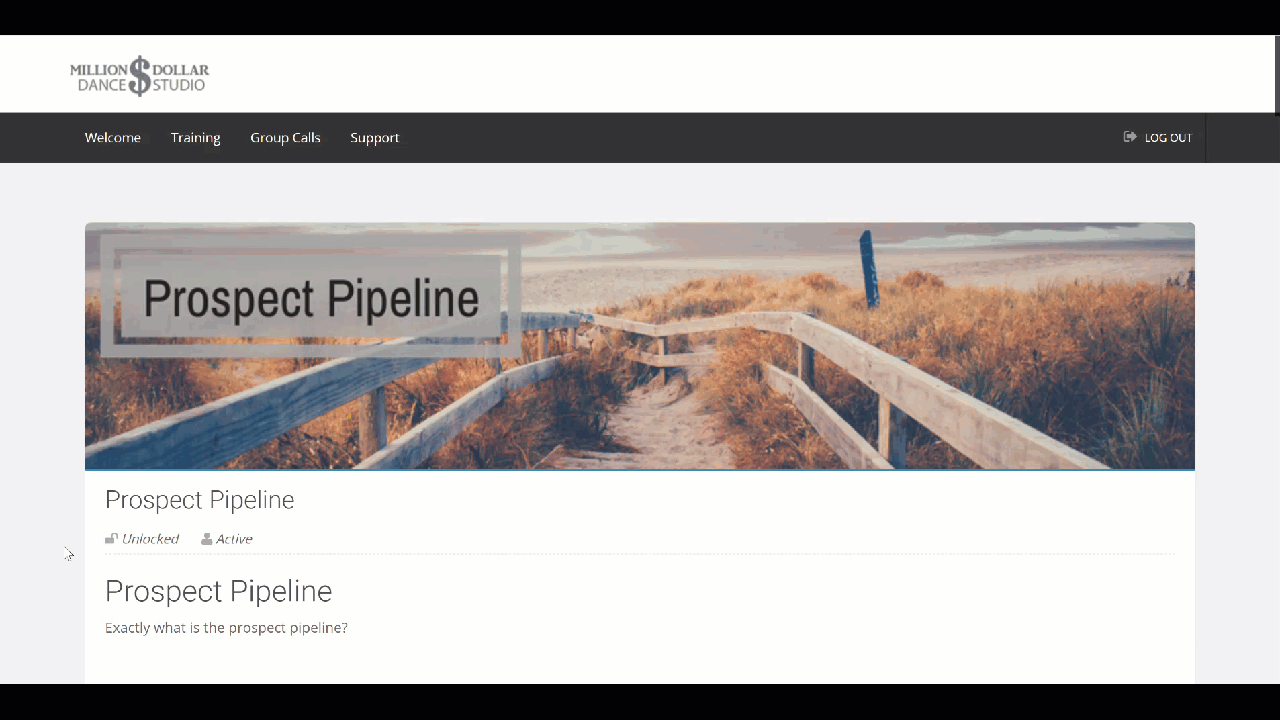 MILLION $ DOLLAR
DANCE STUDIO
Welcome Training Group Calls Support LOG OUT
Prospect Pipeline
Prospect Pipeline
Unlocked Active
Prospect Pipeline
Exactly what is the prospect pipeline?